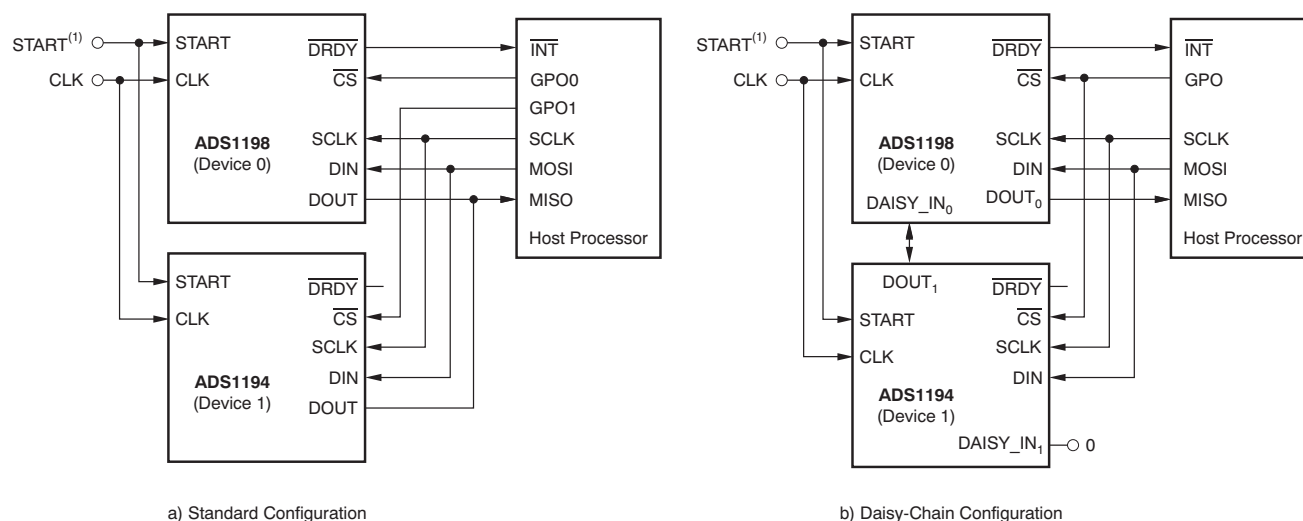 START(1)
CLK
START
CLK
ADS1198
(Device 0)
DRDY
CS
SCLK
DIN
DOUT
INT
GPO0
GPO1
SCLK
MOSI
MISO
Host Processor
START
CLK
ADS1194
(Device 1)
DRDY
CS
SCLK
DIN
DOUT
a) Standard Configuration
START(1)
CLK
START
CLK
ADS1198
(Device 0)
DRDY
CS
SCLK
DIN
DAISY_IN0
DOUT0
INT
GPO
SCLK
MOSI
MISO
Host Processor
DOUT1
START
CLK
ADS1194
(Device 1)
DRDY
CS
SCLK
DIN
DAISY_IN1
0
b) Daisy-Chain Configuration